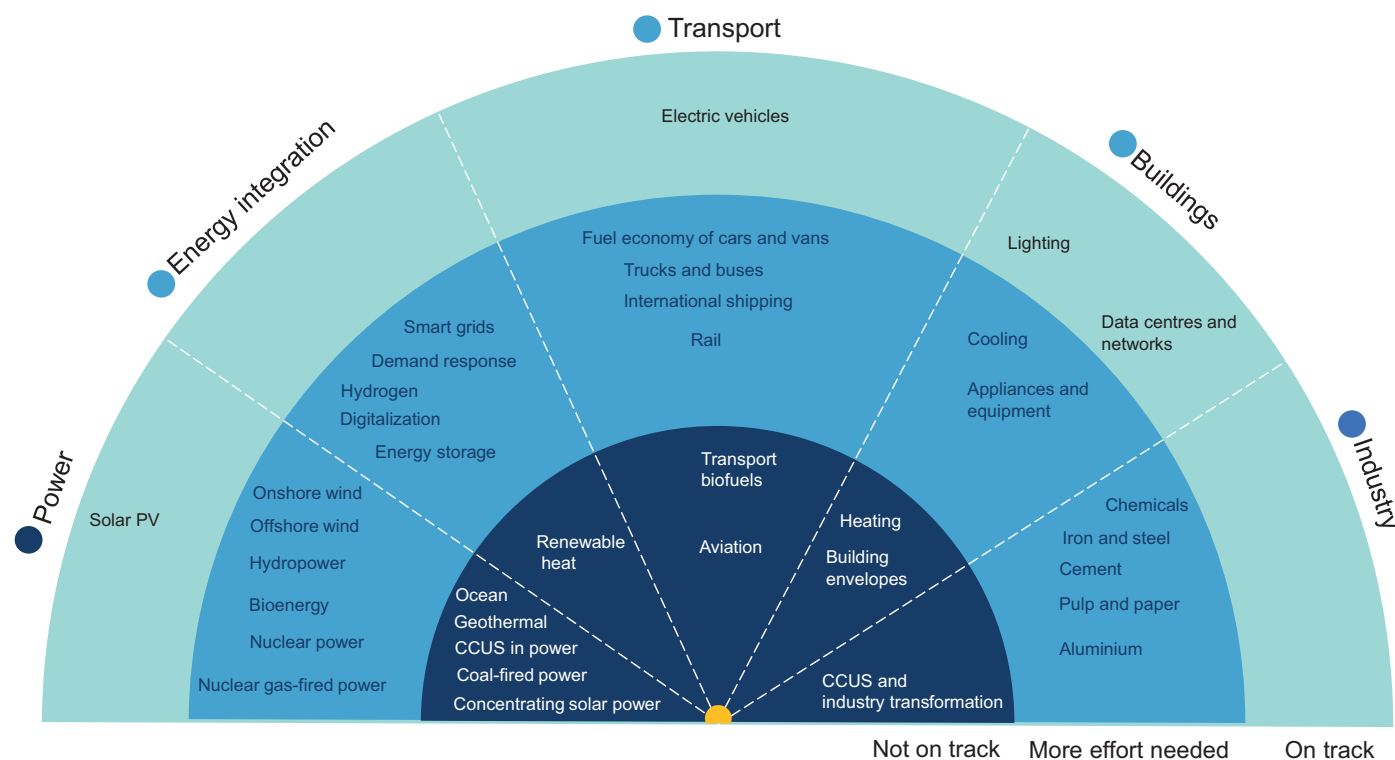 Transport
Energy integration
Buildings
Power
Industry
Electric vehicles
Lighting
Data centres and
networks
Solar PV
Fuel economy of cars and vans
Trucks and buses
International shipping
Rail
Smart grids
Demand response
Hydrogen
Digitalization
Energy storage
Cooling
Appliances and
equipment
Onshore wind
Offshore wind
Hydropower
Bioenergy
Nuclear power
Nuclear gas-fired power
Chemicals
Iron and steel
Cement
Pulp and paper
Aluminium
Transport
biofuels
Aviation
Renewable
heat
Heating
Building
envelopes
Ocean
Geothermal
CCUS in power
Coal-fired power
Concentrating solar power
CCUS and
industry transformation
Not on track
More effort needed
On track